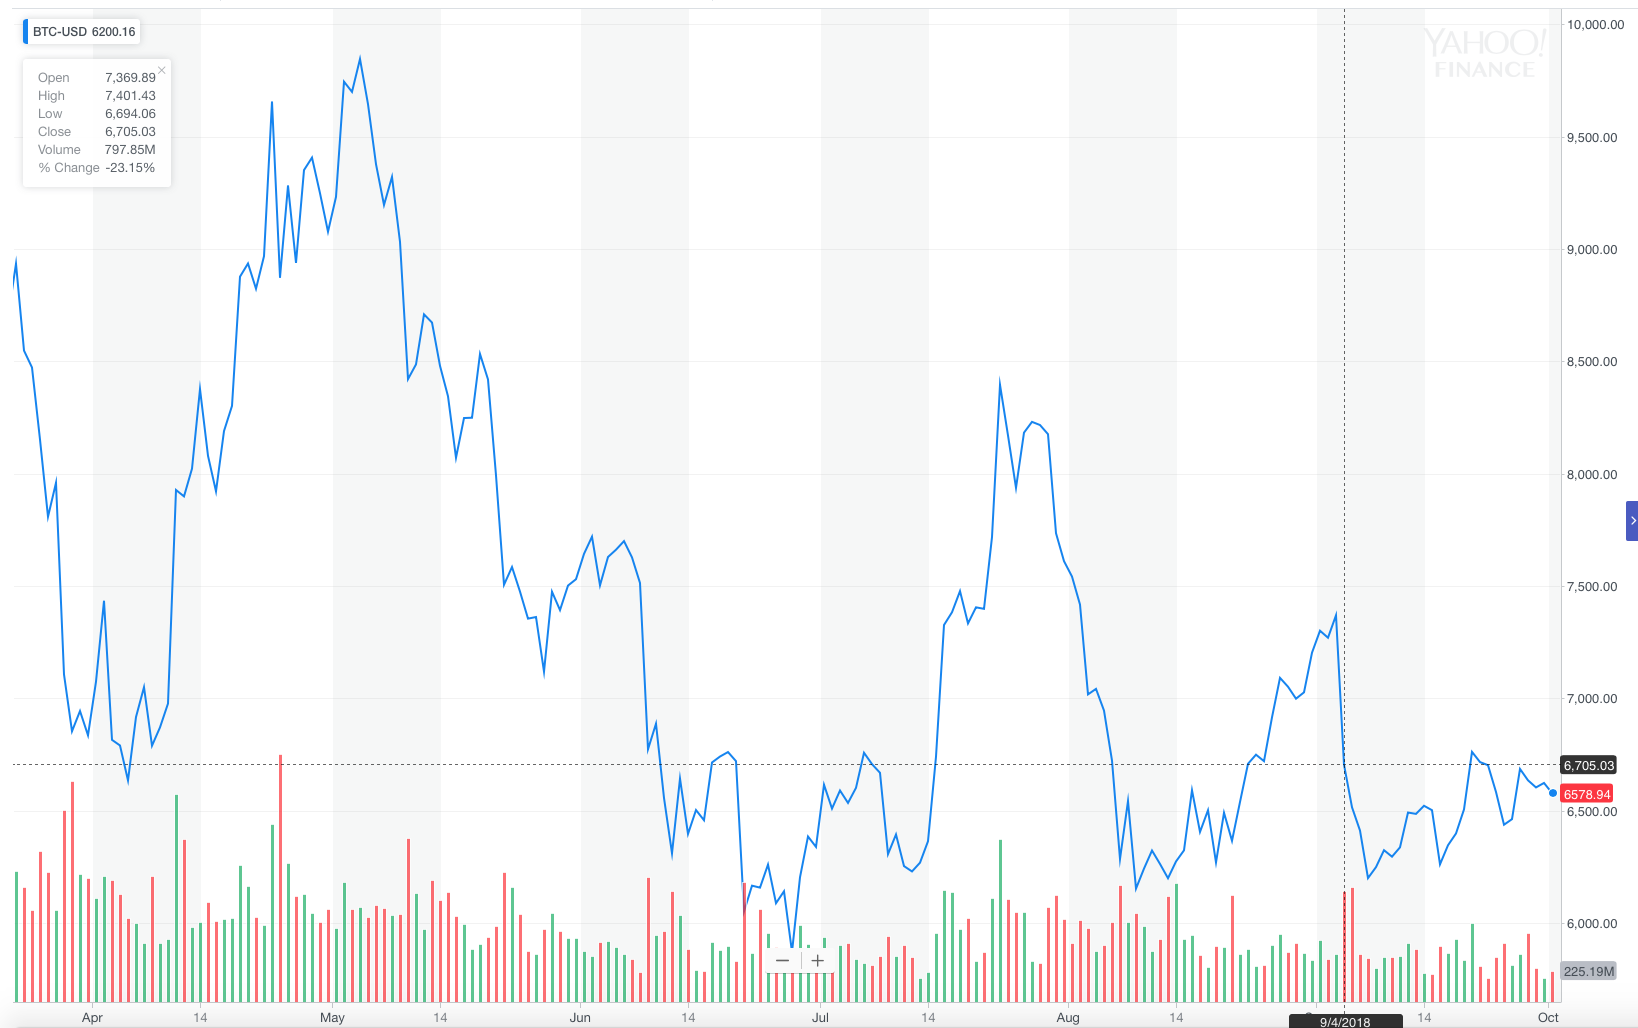 BTC-USD 6200.16
Open 7,369.89
High 7,401.43
Low 6,694.06
Close 6,705.03
Volume 797.85M
% Change -23.15%
YAHOO!
FINANCE
10,000.00
9,500.00
9,000.00
8,500.00
8,000.00
7,500.00
7,000.00
6,705.03
6578.94
6,500.00
6,000.00
225.19M
Apr 14 May 14 Jun 14 Jul 14 Aug 14 14 Oct
9/4/2018